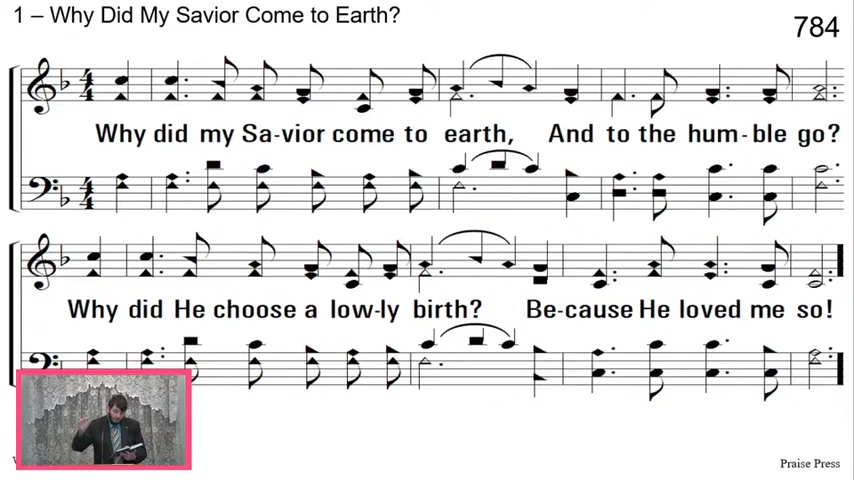 1 – Why Did My Savior Come to Earth?
784
Why did my Sa-vior come to earth, And to the hum-ble go?
Why did He choose a low-ly birth? Be-cause He loved me so!
Praise Press